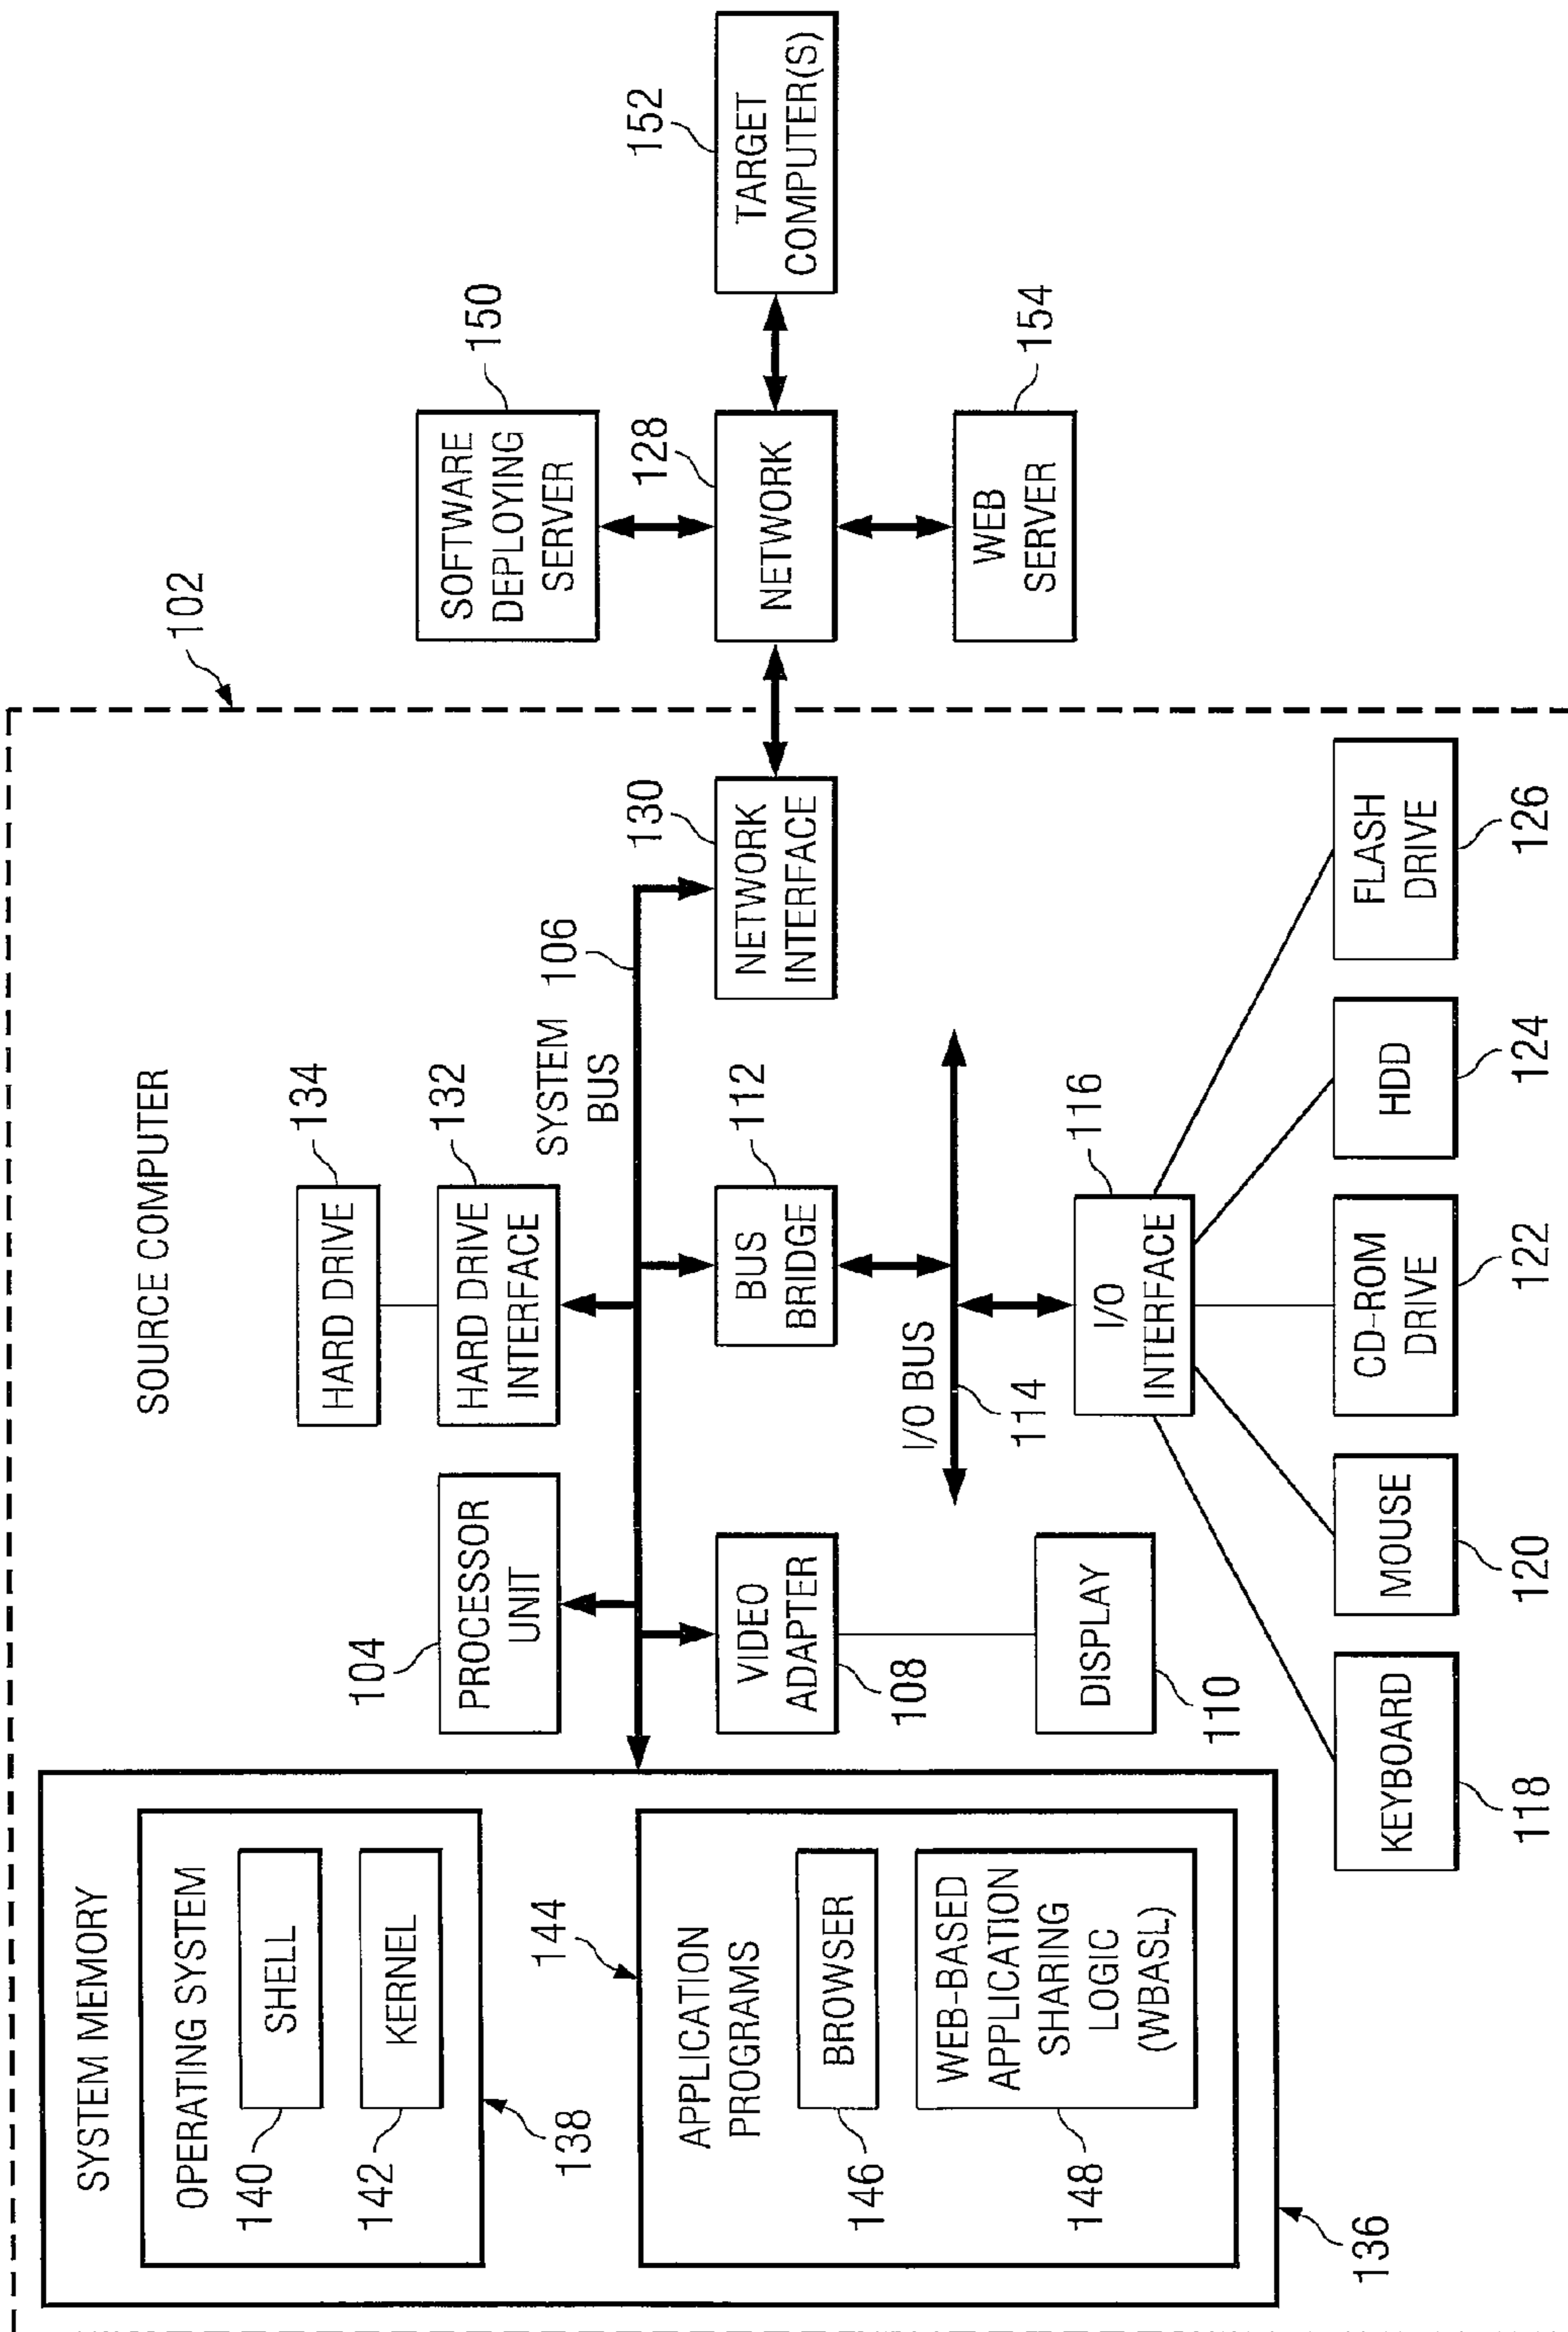 SOURCE COMPUTER
102
SYSTEM MEMORY
OPERATING SYSTEM
SHELL
KERNEL
140
142
138
144
APPLICATION
PROGRAMS
BROWSER
146
WEB-BASED
APPLICATION
SHARING
LOGIC
(WBASL)
148
136
104
PROCESSOR
UNIT
HARD DRIVE
134
HARD DRIVE
INTERFACE
132
SYSTEM
BUS
106
VIDEO
ADAPTER
108
DISPLAY
110
BUS
BRIDGE
112
NETWORK
INTERFACE
130
I/O BUS
114
I/O
INTERFACE
116
KEYBOARD
118
MOUSE
120
CD-ROM
DRIVE
122
HDD
124
FLASH
DRIVE
126
SOFTWARE
DEPLOYING
SERVER
150
NETWORK
128
WEB
SERVER
154
TARGET
COMPUTER(S)
152